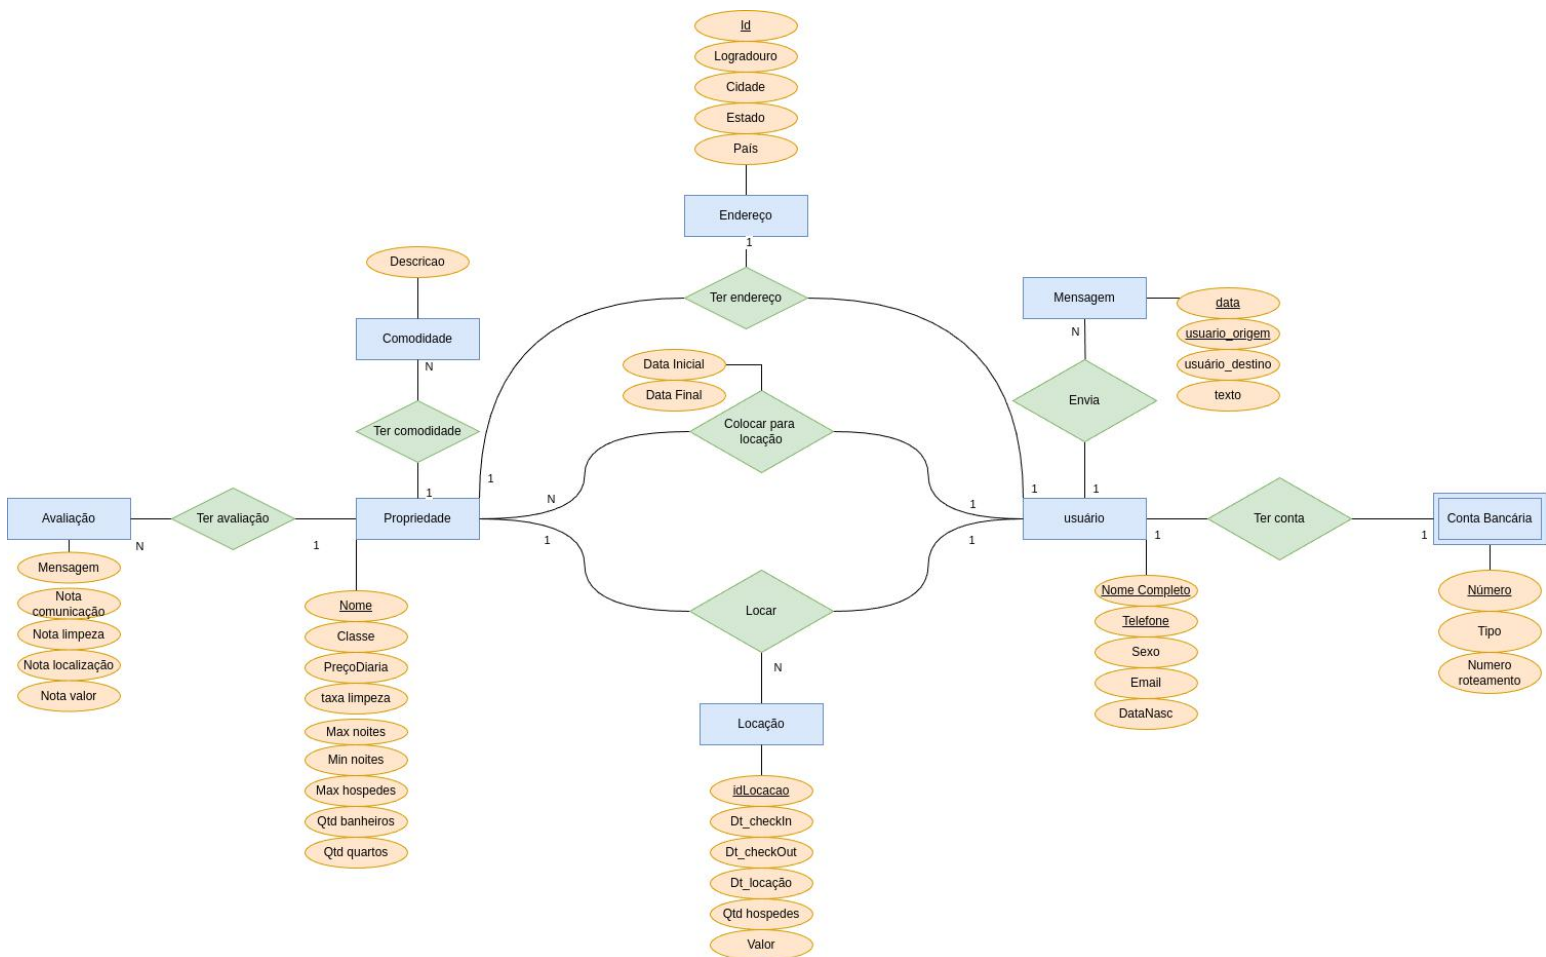 Id
Logradouro
Cidade
Estado
País
Endereço
1
Ter endereço
1
1
Descricao
Comodidade
N
Ter comodidade
1
Data Inicial
Data Final
Colocar para
locação
N
1
Mensagem
data
usuario_origem
usuário_destino
texto
N
Envia
1
Avaliação
N
Ter avaliação
1
Propriedade
1
1
usuário
1
Ter conta
1
Conta Bancária
Mensagem
Nota
comunicação
Nota limpeza
Nota localização
Nota valor
Nome
Classe
PreçoDiaria
taxa limpeza
Max noites
Min noites
Max hospedes
Qtd banheiros
Qtd quartos
Locar
N
Locação
idLocacao
Dt_checkIn
Dt_checkOut
Dt_locação
Qtd hospedes
Valor
Nome Completo
Telefone
Sexo
Email
DataNasc
Número
Tipo
Numero
roteamento